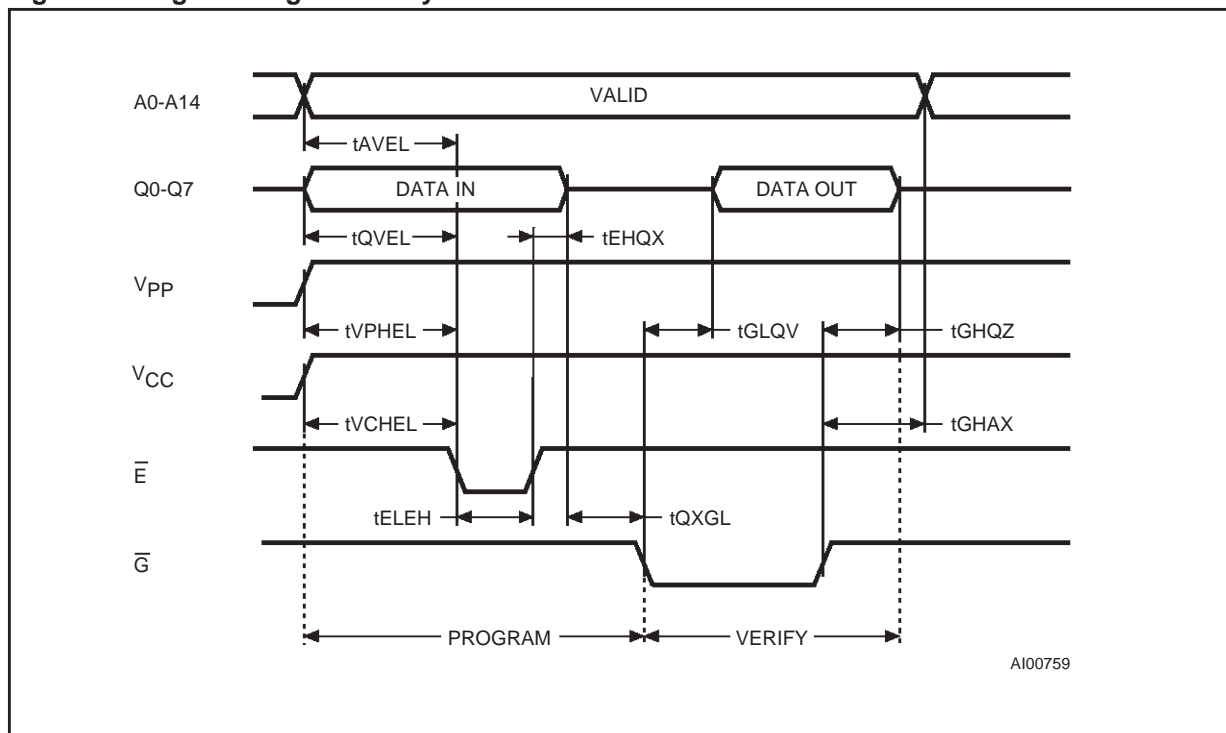 A0-A14
VALID
tAVEL
Q0-Q7
DATA IN
DATA OUT
tQVEL
tEHQX
VPP
tVPHEL
tGLQV
tGHQZ
VCC
tVCHEL
tGHAX
E̅
tELEH
tQXGL
G̅
PROGRAM
VERIFY
AI00759